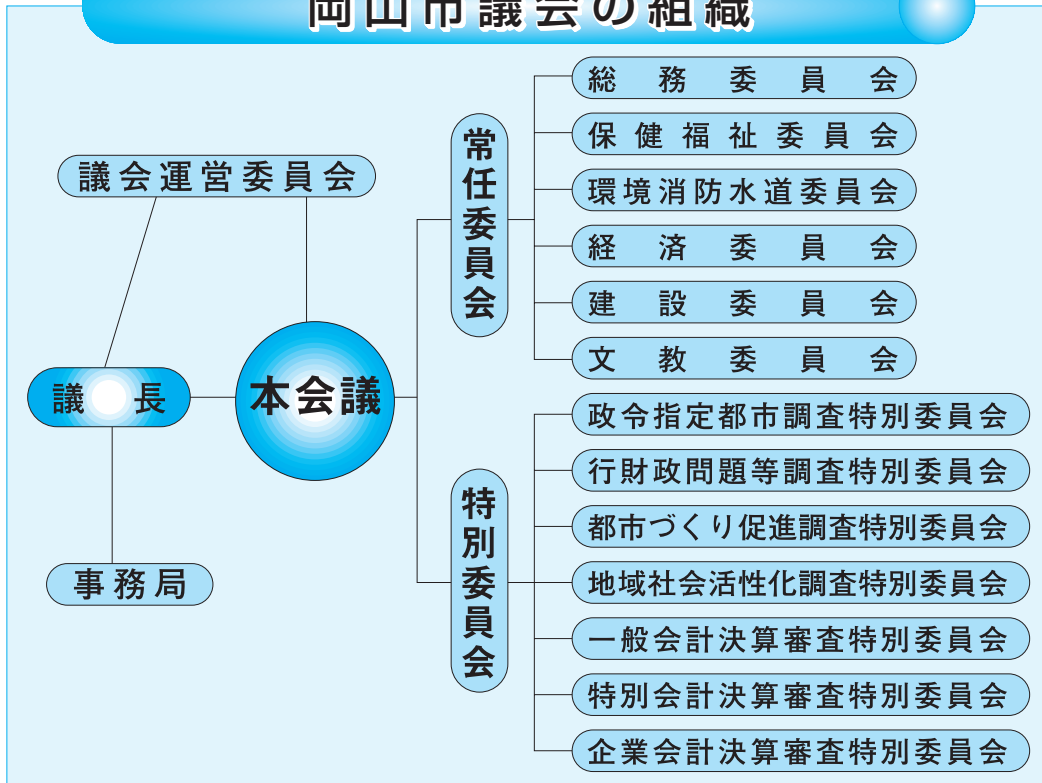 岡山市議会の組織
議会運営委員会
議長
本会議
事務局
常任委員会
総務委員会
保健福祉委員会
環境消防水道委員会
経済委員会
建設委員会
文教委員会
特別委員会
政令指定都市調査特別委員会
行財政問題等調査特別委員会
都市づくり促進調査特別委員会
地域社会活性化調査特別委員会
一般会計決算審査特別委員会
特別会計決算審査特別委員会
企業会計決算審査特別委員会